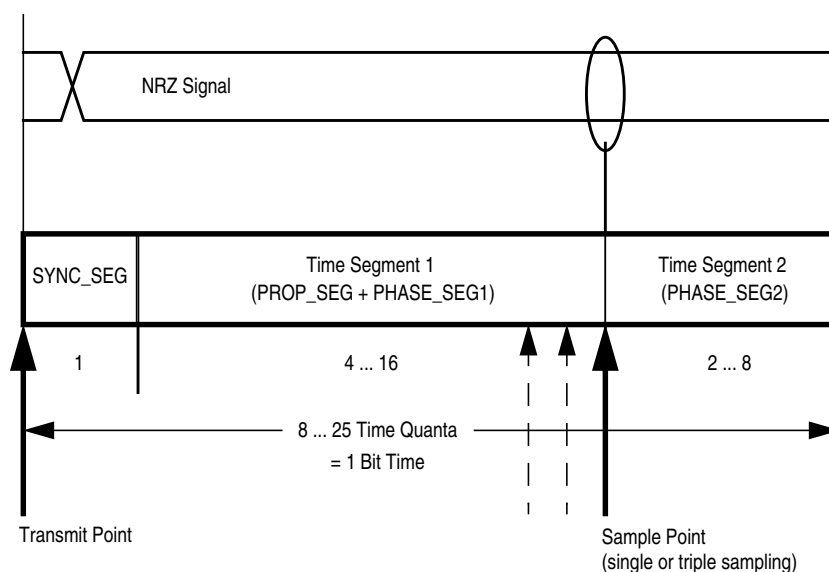 NRZ Signal
SYNC_SEG
Time Segment 1
(PROP_SEG + PHASE_SEG1)
Time Segment 2
(PHASE_SEG2)
1
4 ... 16
2 ... 8
8 ... 25 Time Quanta
= 1 Bit Time
Transmit Point
Sample Point
(single or triple sampling)